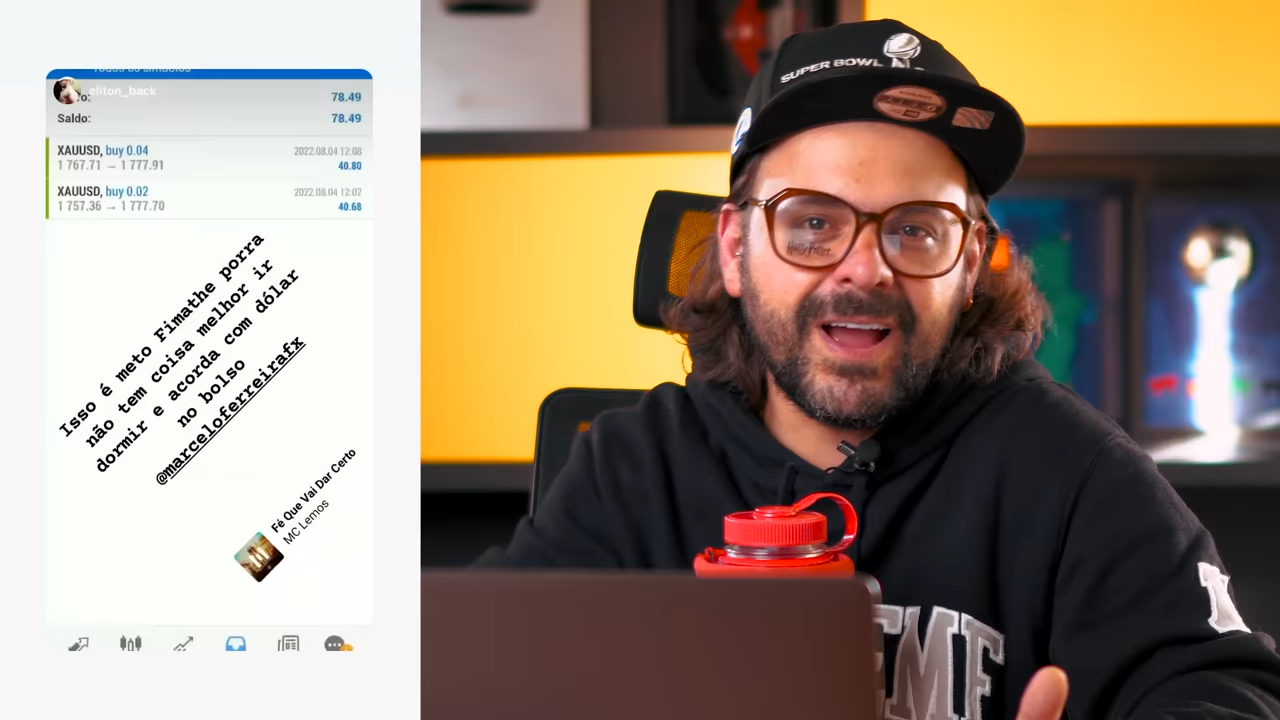 eliton_back
78.49
Saldo:
78.49
XAUUSD, buy 0.04
2022.08.04 12:08
1 767.71 → 1 777.91
40.80
XAUUSD, buy 0.02
2022.08.04 12:02
1 757.36 → 1 777.70
40.68
Isso é meto Fimathe porra
não tem coisa melhor ir
dormir e acorda com dólar
no bolso
@marceloferreirafx
Fé Que Vai Dar Certo
MC Lemos
SUPER BOWL
Harry Potter